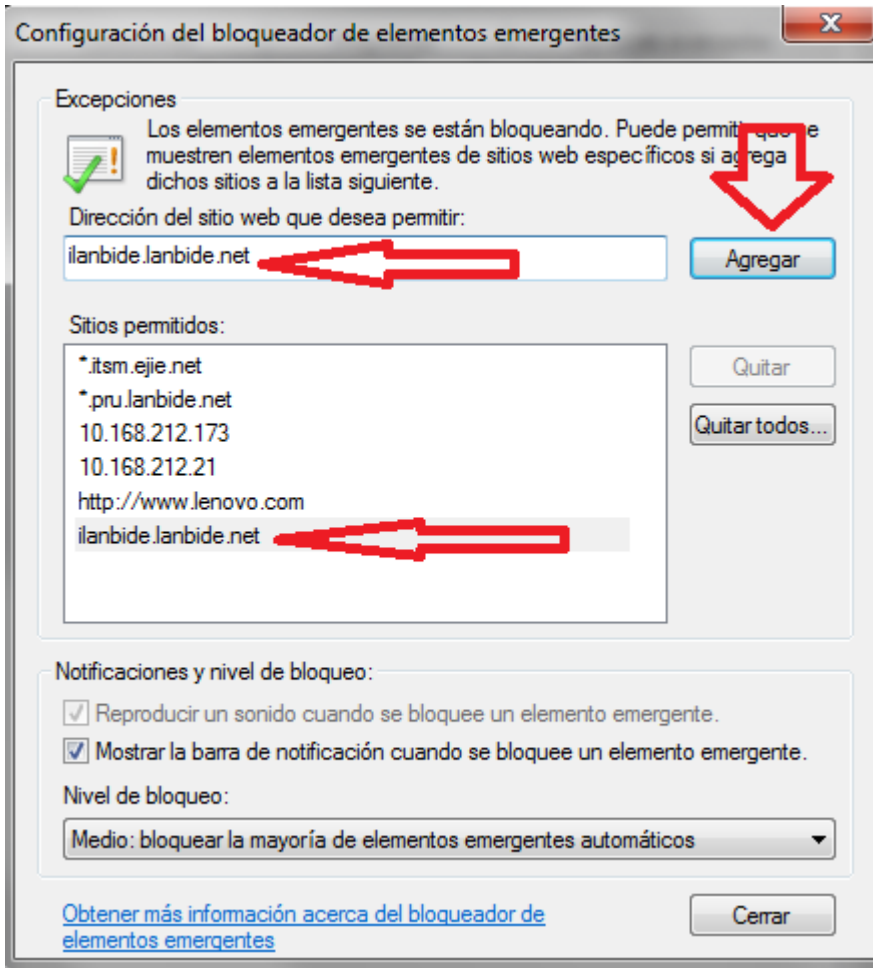 Configuración del bloqueador de elementos emergentes
Excepciones
Los elementos emergentes se están bloqueando. Puede permitir que se
muestren elementos emergentes de sitios web específicos si agrega
dichos sitios a la lista siguiente.
Dirección del sitio web que desea permitir:
ilanbide.lanbide.net
Agregar
Sitios permitidos:
*.itsm.ejie.net
*.pru.lanbide.net
10.168.212.173
10.168.212.21
http://www.lenovo.com
ilanbide.lanbide.net
Quitar
Quitar todos...
Notificaciones y nivel de bloqueo:
Reproducir un sonido cuando se bloquee un elemento emergente.
Mostrar la barra de notificación cuando se bloquee un elemento emergente.
Nivel de bloqueo:
Medio: bloquear la mayoría de elementos emergentes automáticos
Obtener más información acerca del bloqueador de
elementos emergentes
Cerrar